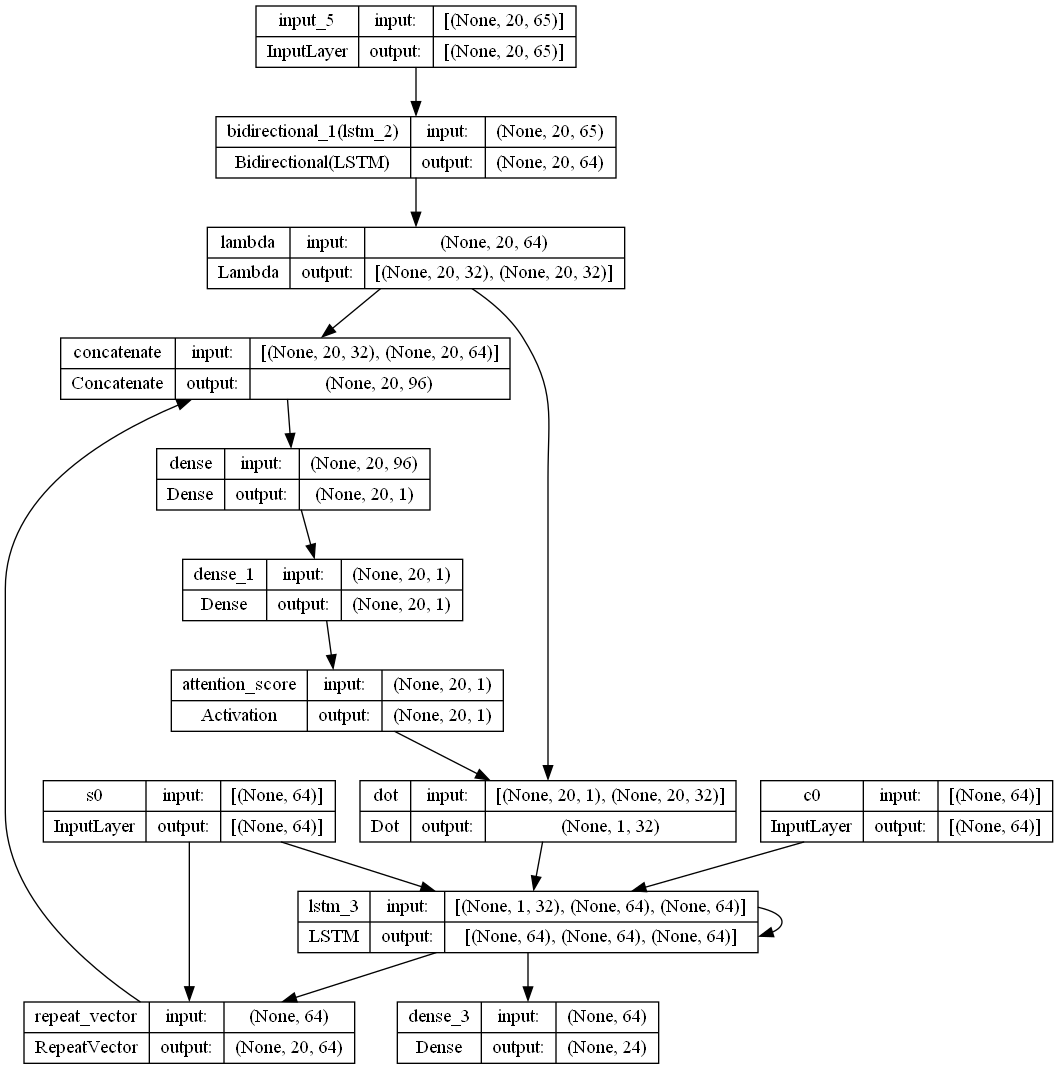 input_5 input: [(None, 20, 65)]
InputLayer output: [(None, 20, 65)]
bidirectional_1(lstm_2) input: (None, 20, 65)
Bidirectional(LSTM) output: (None, 20, 64)
lambda input: (None, 20, 64)
Lambda output: [(None, 20, 32), (None, 20, 32)]
concatenate input: [(None, 20, 32), (None, 20, 64)]
Concatenate output: (None, 20, 96)
dense input: (None, 20, 96)
Dense output: (None, 20, 1)
dense_1 input: (None, 20, 1)
Dense output: (None, 20, 1)
attention_score input: (None, 20, 1)
Activation output: (None, 20, 1)
s0 input: [(None, 64)]
InputLayer output: [(None, 64)]
dot input: [(None, 20, 1), (None, 20, 32)]
Dot output: (None, 1, 32)
c0 input: [(None, 64)]
InputLayer output: [(None, 64)]
lstm_3 input: [(None, 1, 32), (None, 64), (None, 64)]
LSTM output: [(None, 64), (None, 64), (None, 64)]
repeat_vector input: (None, 64)
RepeatVector output: (None, 20, 64)
dense_3 input: (None, 64)
Dense output: (None, 24)